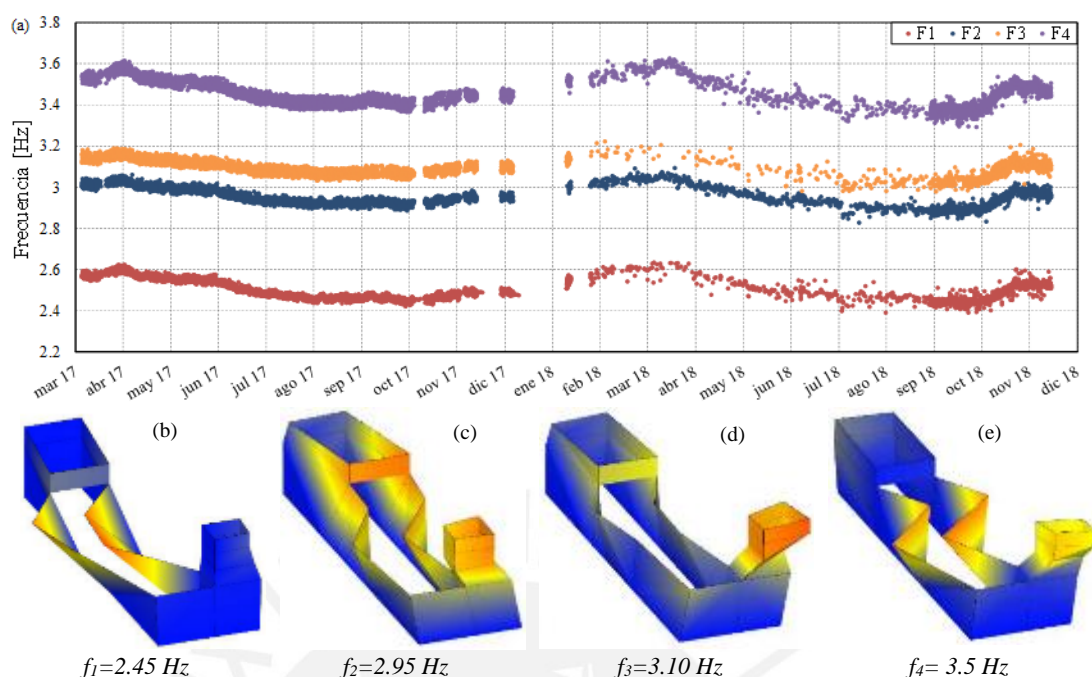 (a)
3.8
F1 F2 F3 F4
3.6
3.4
3.2
3
2.8
2.6
2.4
2.2
Frecuencia [Hz]
mar 17 abr 17 may 17 jun 17 jul 17 ago 17 sep 17 oct 17 nov 17 dic 17 ene 18 feb 18 mar 18 abr 18 may 18 jun 18 jul 18 ago 18 sep 18 oct 18 nov 18 dic 18
(b) (c) (d) (e)
f1=2.45 Hz f2=2.95 Hz f3=3.10 Hz f4= 3.5 Hz